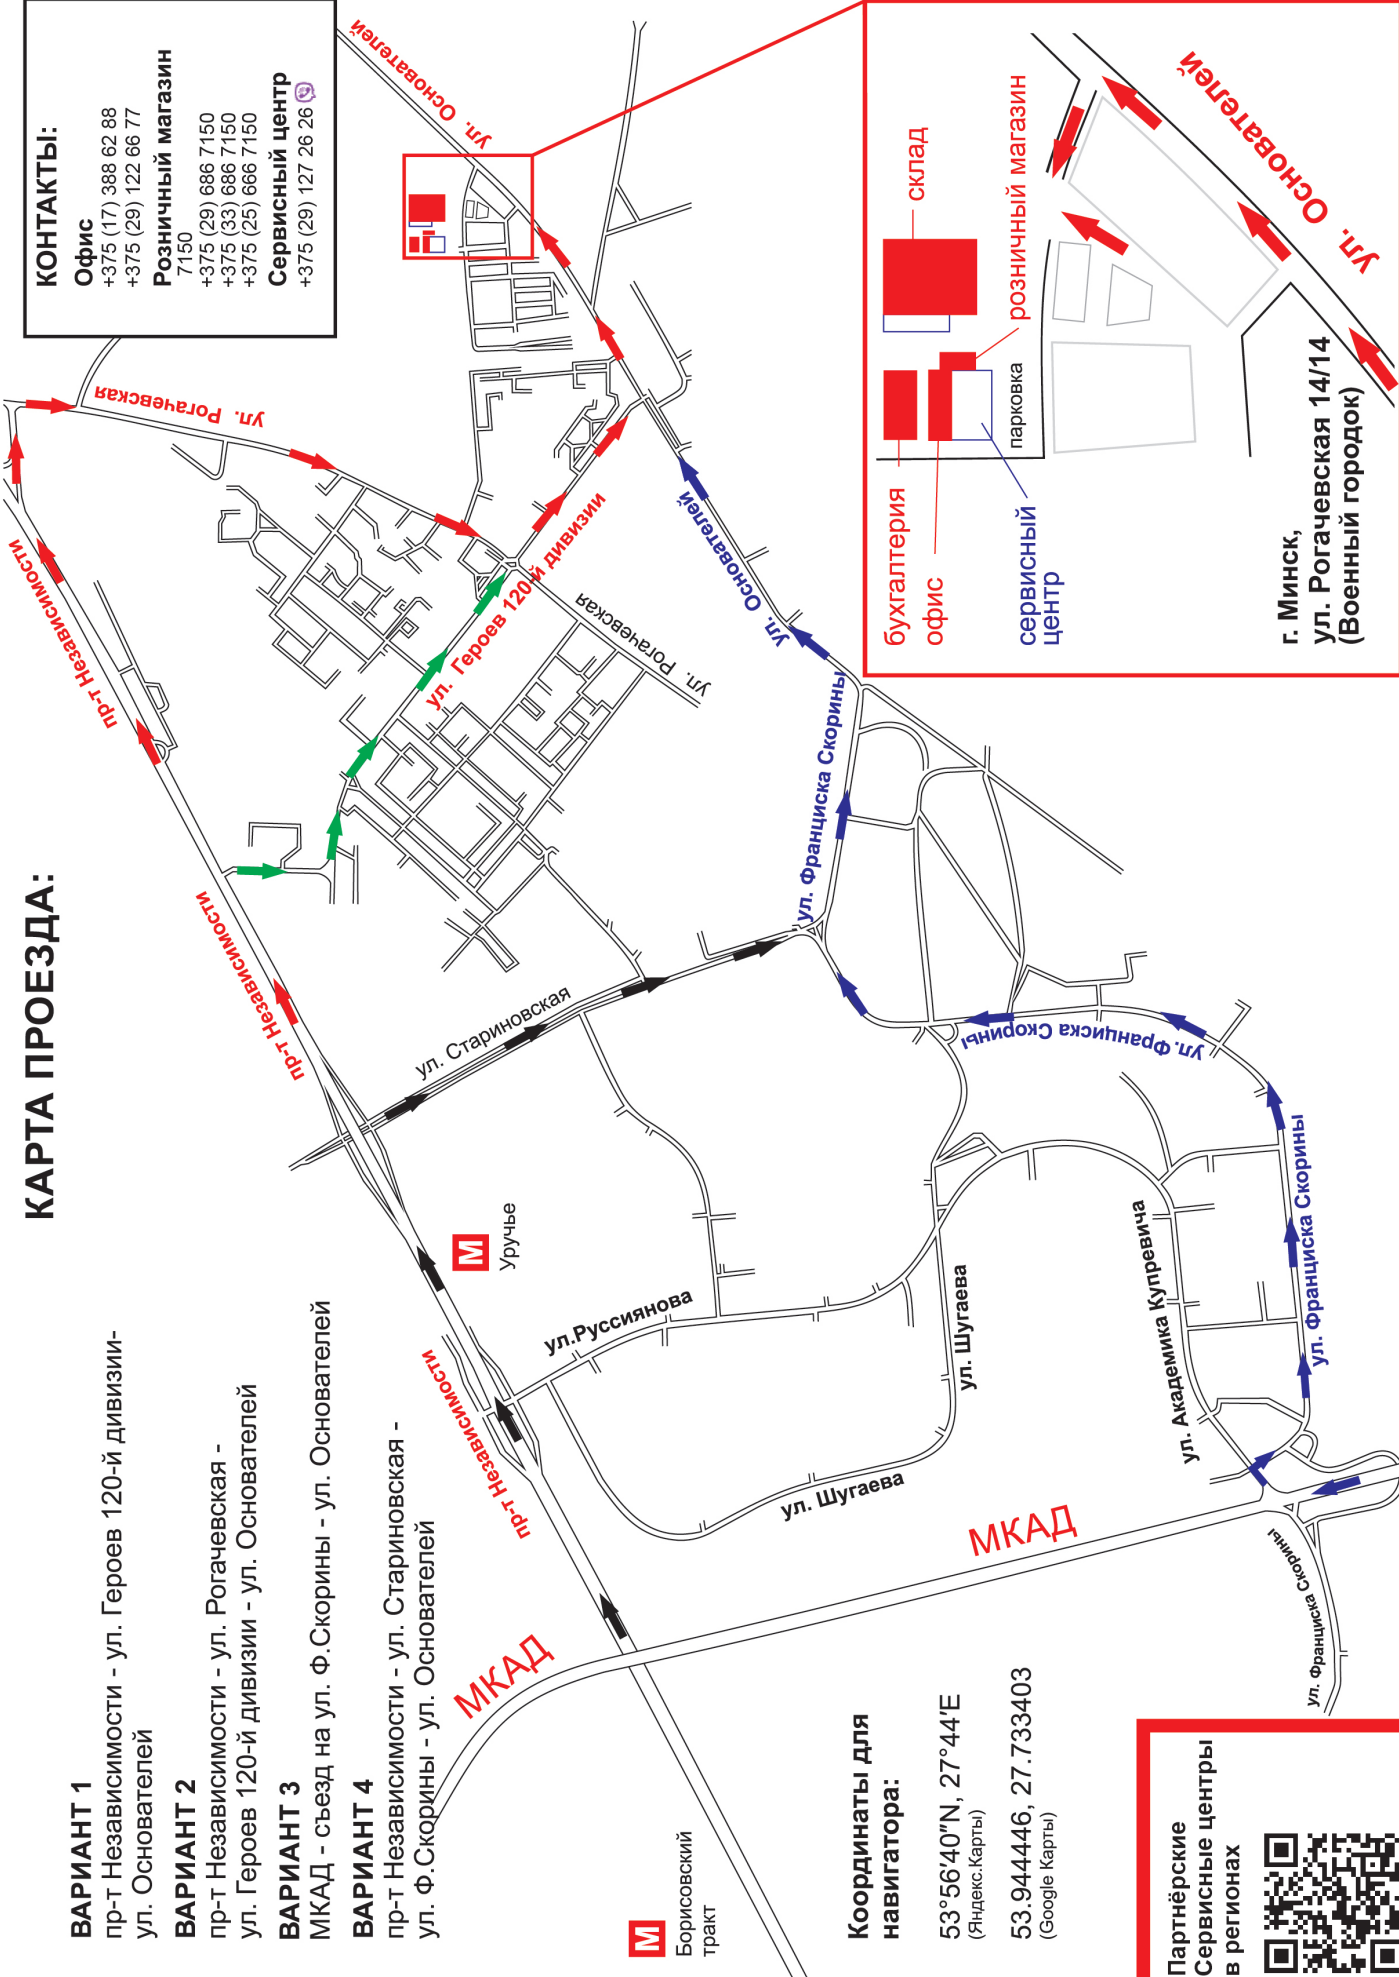 КАРТА ПРОЕЗДА:
ВАРИАНТ 1
пр-т Независимости - ул. Героев 120-й дивизии-
ул. Основателей
ВАРИАНТ 2
пр-т Независимости - ул. Рогачевская -
ул. Героев 120-й дивизии - ул. Основателей
ВАРИАНТ 3
МКАД - съезд на ул. Ф.Скорины - ул. Основателей
ВАРИАНТ 4
пр-т Независимости - ул. Стариновская -
ул. Ф.Скорины - ул. Основателей
КОНТАКТЫ:
Офис
+375 (17) 388 62 88
+375 (29) 122 66 77
Розничный магазин
7150
+375 (29) 686 7150
+375 (33) 686 7150
+375 (25) 666 7150
Сервисный центр
+375 (29) 127 26 26
пр-т Независимости
пр-т Независимости
пр-т Независимости
ул. Рогачевская
ул. Основателей
ул. Героев 120-й дивизии
ул. Рогачевская
ул. Стариновская
М
Уручье
ул.Руссиянова
ул. Основателей
ул. Франциска Скорины
ул. Франциска Скорины
ул. Франциска Скорины
ул. Шугаева
ул. Шугаева
ул. Академика Купревича
МКАД
МКАД
ул. Франциска Скорины
М
Борисовский
тракт
Координаты для
навигатора:
53°56'40"N, 27°44'E
(Яндекс.Карты)
53.944446, 27.733403
(Google Карты)
Партнёрские
Сервисные центры
в регионах
бухгалтерия
офис
склад
розничный магазин
парковка
сервисный
центр
ул. Основателей
г. Минск,
ул. Рогачевская 14/14
(Военный городок)
ул. Франциска Скорины